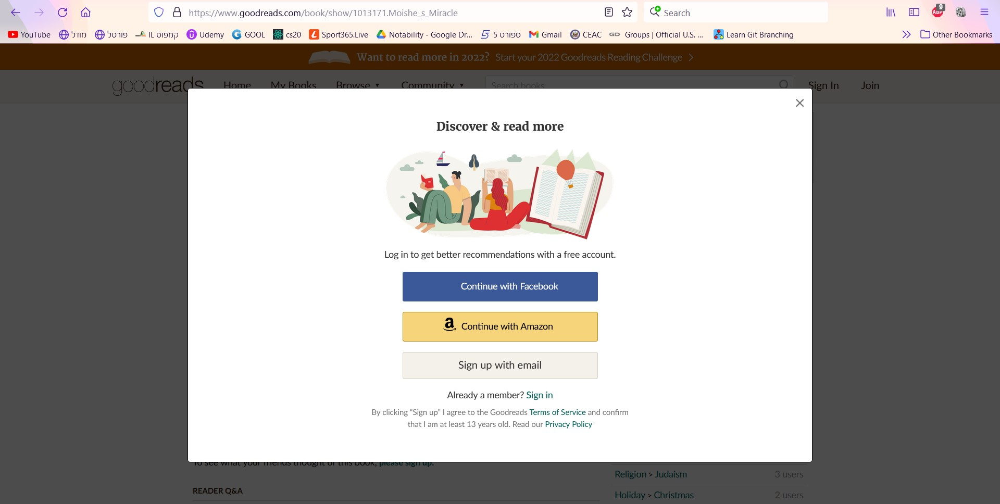 https://www.goodreads.com/book/show/1013171.Moishe_s_Miracle
Search
9
ABP
YouTube
מודל
פורטל
קמפוס IL
Udemy
GOOL
cs20
Sport365.Live
Notability - Google Dr...
ספורט 5
Gmail
CEAC
GD Groups | Official U.S. ...
Learn Git Branching
Other Bookmarks
Want to read more in 2022? Start your 2022 Goodreads Reading Challenge
goodreads
Home
My Books
Browse
Community
Search books
Sign In
Join
Discover & read more
Log in to get better recommendations with a free account.
Continue with Facebook
Continue with Amazon
Sign up with email
Already a member? Sign in
By clicking “Sign up” I agree to the Goodreads Terms of Service and confirm
that I am at least 13 years old. Read our Privacy Policy
To see what your friends thought of this book, please sign up.
Religion > Judaism 3 users
READER Q&A
Holiday > Christmas 2 users